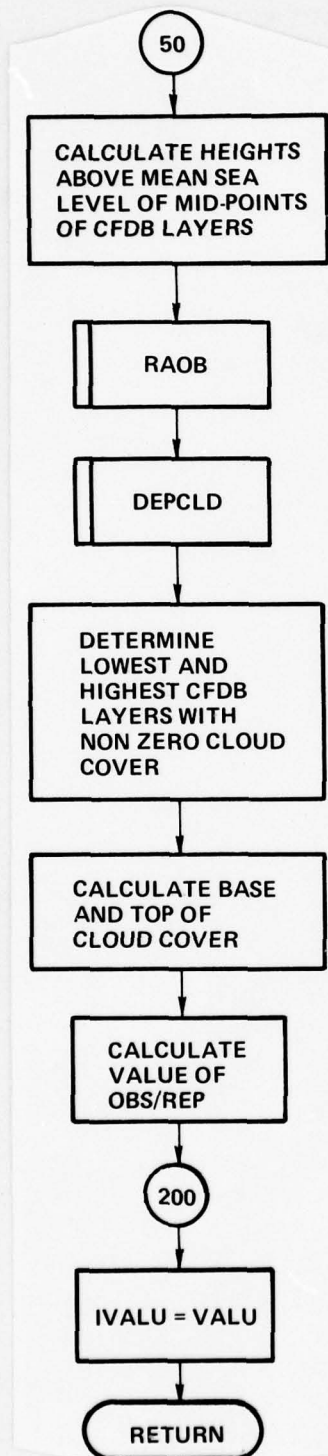 50
CALCULATE HEIGHTS
ABOVE MEAN SEA
LEVEL OF MID-POINTS
OF CFDB LAYERS
RAOB
DEPCLD
DETERMINE
LOWEST AND
HIGHEST CFDB
LAYERS WITH
NON ZERO CLOUD
COVER
CALCULATE BASE
AND TOP OF
CLOUD COVER
CALCULATE
VALUE OF
OBS/REP
200
IVALU = VALU
RETURN